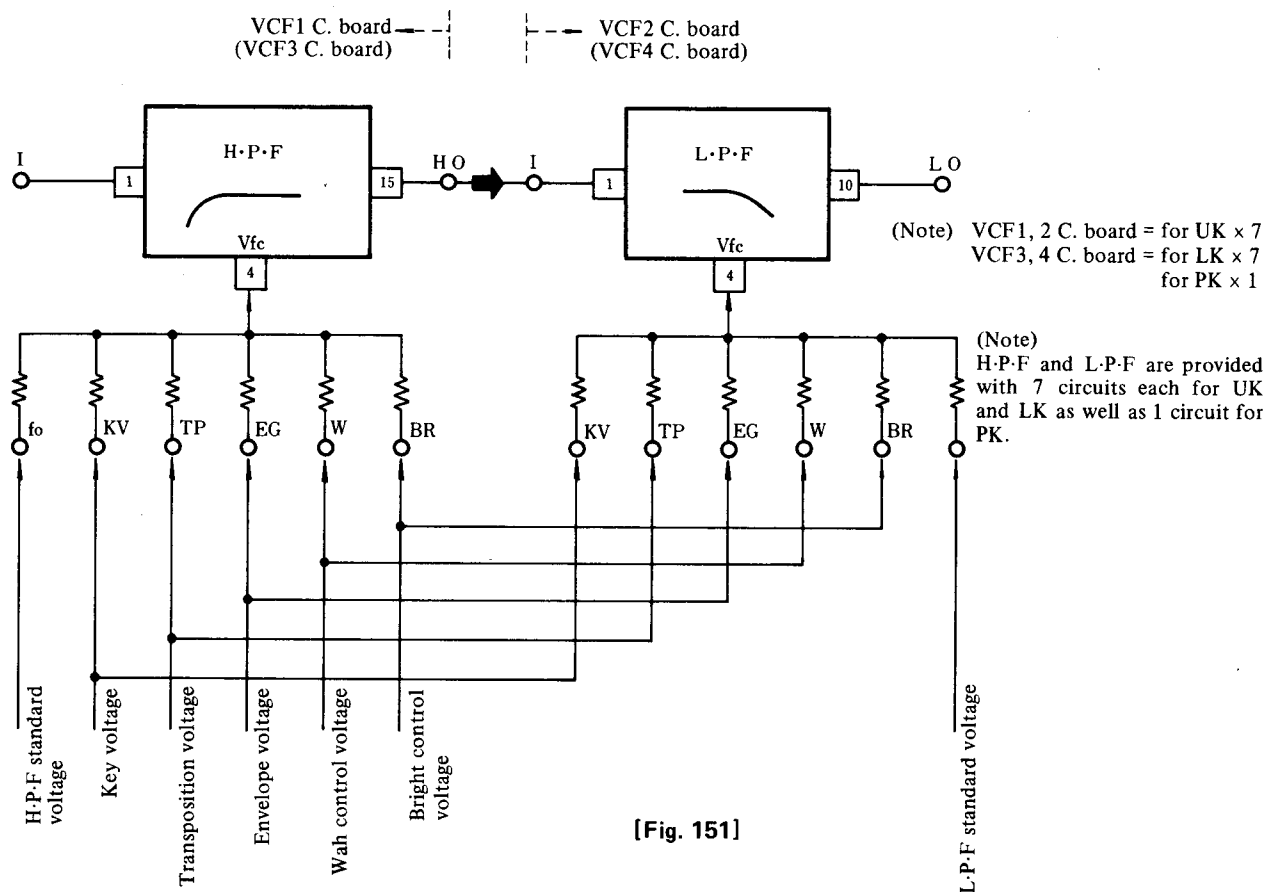 VCF1 C. board
(VCF3 C. board)
VCF2 C. board
(VCF4 C. board)
I
1
H·P·F
Vfc
4
15
H O
I
1
L·P·F
Vfc
4
10
L O
(Note) VCF1, 2 C. board = for UK × 7
VCF3, 4 C. board = for LK × 7
for PK × 1
(Note)
H·P·F and L·P·F are provided
with 7 circuits each for UK
and LK as well as 1 circuit for
PK.
fo
KV
TP
EG
W
BR
KV
TP
EG
W
BR
H·P·F standard
voltage
Key voltage
Transposition voltage
Envelope voltage
Wah control voltage
Bright control
voltage
L·P·F standard voltage
[Fig. 151]